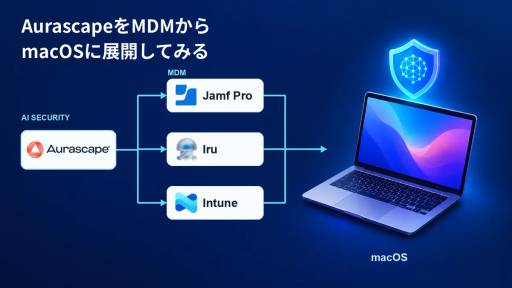 AurascapeをMDMから
macOSに展開してみる
MDM
Jamf Pro
AI SECURITY
Aurascape
Iru
Intune
macOS